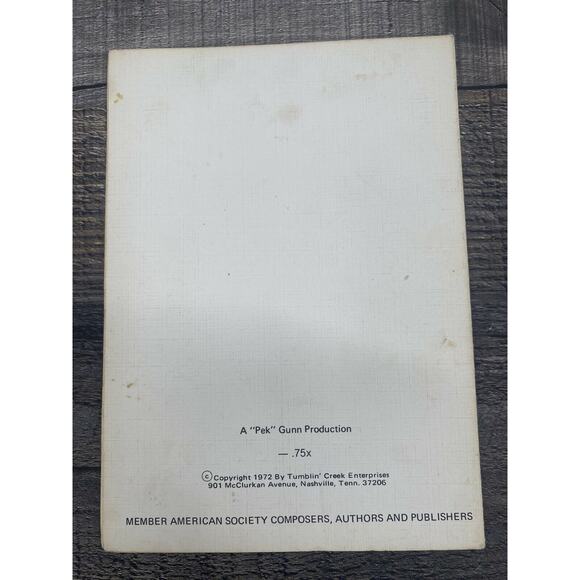 A "Pek" Gunn Production
— .75x
© Copyright 1972 By Tumblin' Creek Enterprises
901 McClurkan Avenue, Nashville, Tenn. 37206
MEMBER AMERICAN SOCIETY COMPOSERS, AUTHORS AND PUBLISHERS